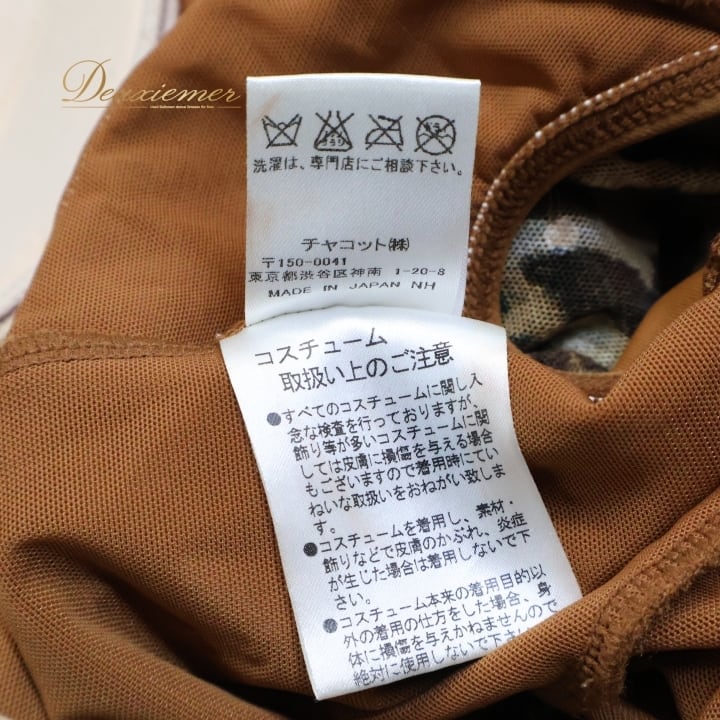 Deuxiemer
エンソ
サラシ
洗濯は、専門店にご相談下さい。
チャコット㈱
〒150-0041
東京都渋谷区神南 1-20-8
MADE IN JAPAN NH
コスチューム
取扱い上のご注意
●すべてのコスチュームに関し入
念な検査を行っておりますが、
飾り等が多いコスチュームに関
しては皮膚に損傷を与える場合
もございますので着用時にてい
ねいな取扱いをおねがい致しま
す。
●コスチュームを着用し、素材・
飾りなどで皮膚のかぶれ、炎症
が生じた場合は着用しないで下
さい。
●コスチューム本来の着用目的以
外の着用の仕方をした場合、身
体に損傷を与えかねませんので
絶対に使用しないで下さい